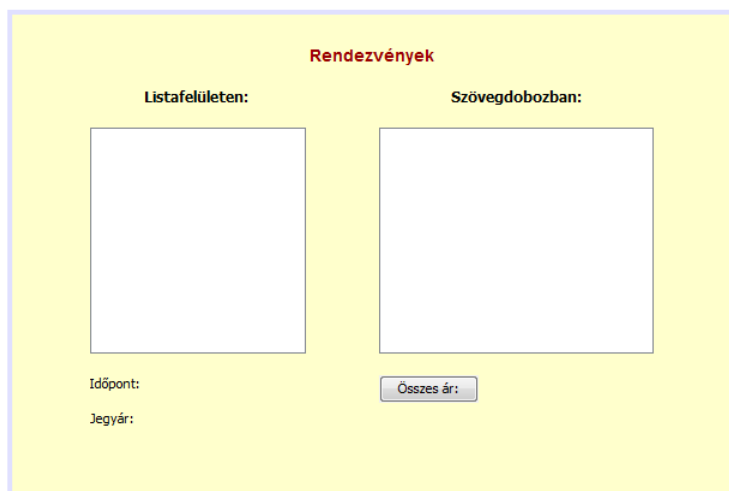 Rendezvények
Listafelületen: Szövegdobozban:
Időpont: Összes ár:
Jegyár: